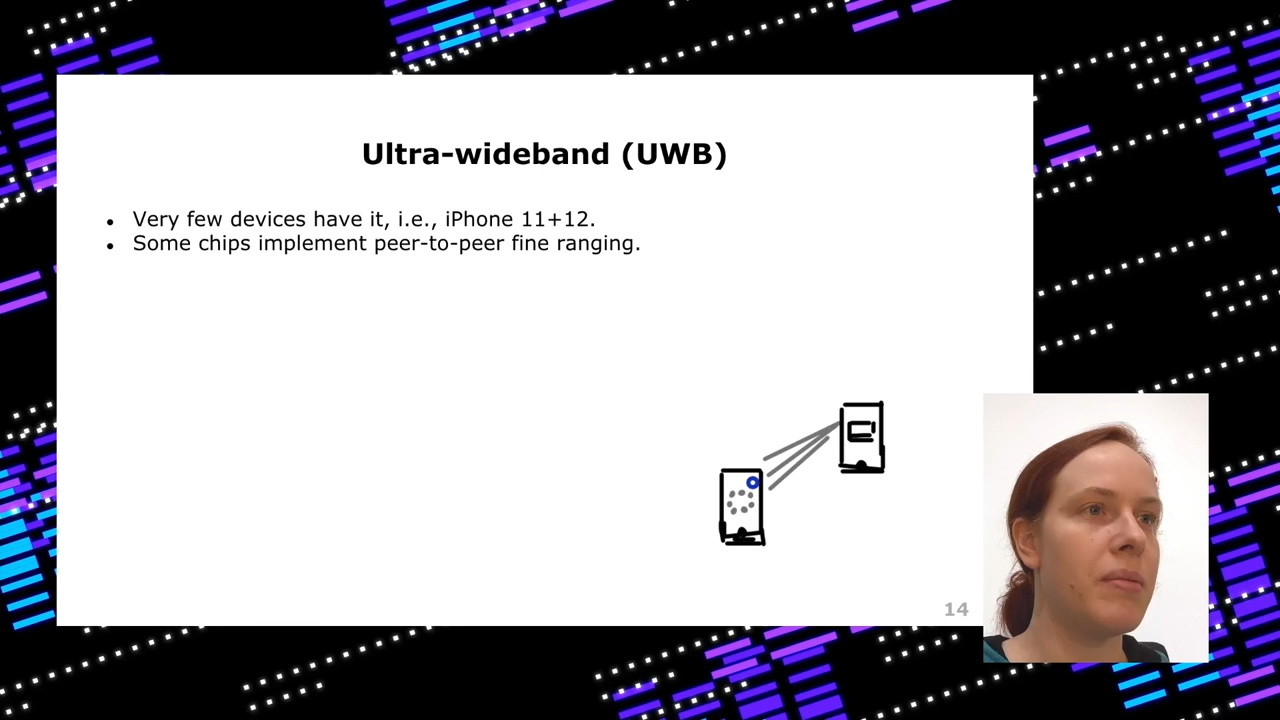 Ultra-wideband (UWB)
• Very few devices have it, i.e., iPhone 11+12.
• Some chips implement peer-to-peer fine ranging.
14